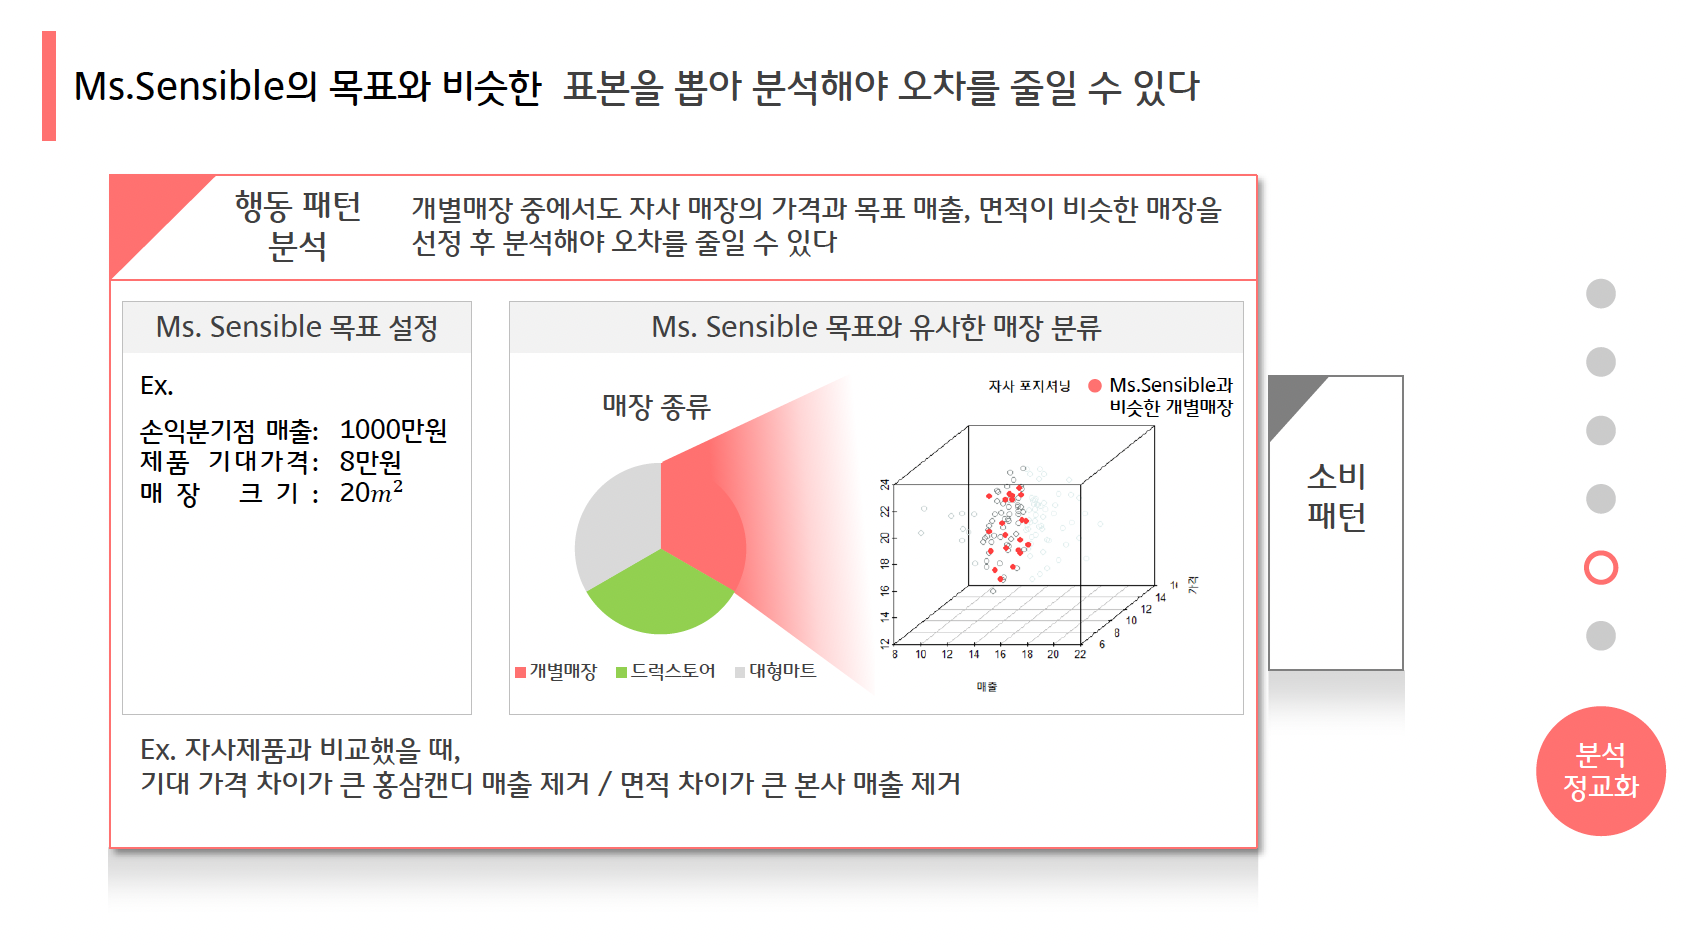 Ms.Sensible의 목표와 비슷한 표본을 뽑아 분석해야 오차를 줄일 수 있다
행동 패턴
분석
개별매장 중에서도 자사 매장의 가격과 목표 매출, 면적이 비슷한 매장을
선정 후 분석해야 오차를 줄일 수 있다
Ms. Sensible 목표 설정
Ex.
손익분기점 매출: 1000만원
제품 기대가격: 8만원
매장 크기: 20m²
Ms. Sensible 목표와 유사한 매장 분류
매장 종류
개별매장 드럭스토어 대형마트
자사 포지셔닝
Ms.Sensible과
비슷한 개별매장
24
22
20
18
16
14
12
8 10 12 14 16 18 20 22
6
8
10
12
14
가격
매출
Ex. 자사제품과 비교했을 때,
기대 가격 차이가 큰 홍삼캔디 매출 제거 / 면적 차이가 큰 본사 매출 제거
소비
패턴
분석
정교화